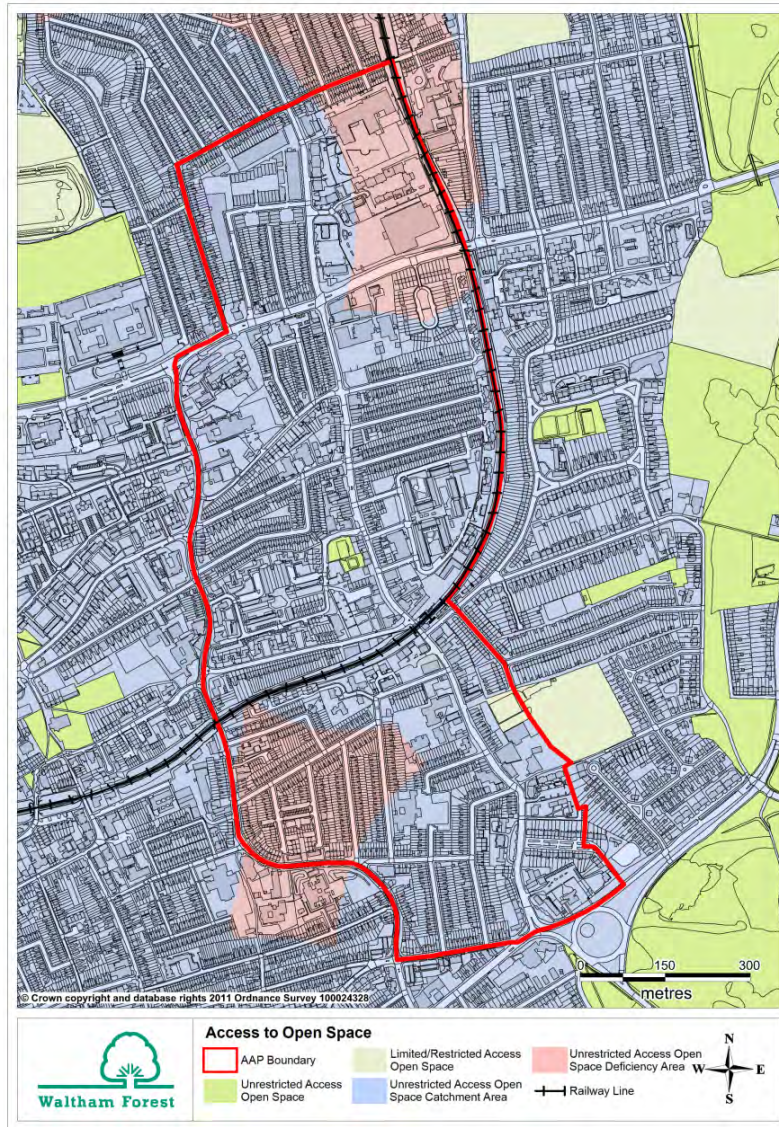 0 150 300
metres
© Crown copyright and database rights 2011 Ordnance Survey 100024328
Waltham Forest
Access to Open Space
AAP Boundary
Unrestricted Access
Open Space
Limited/Restricted Access
Open Space
Unrestricted Access Open
Space Catchment Area
Unrestricted Access Open
Space Deficiency Area
Railway Line
N
W E
S